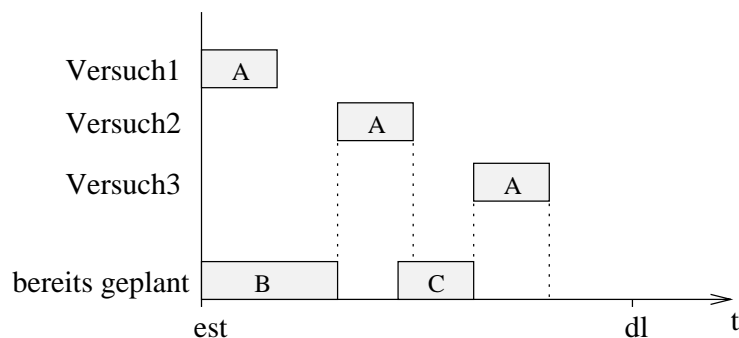 Versuch1 A
Versuch2 A
Versuch3 A
bereits geplant B C
est dl t